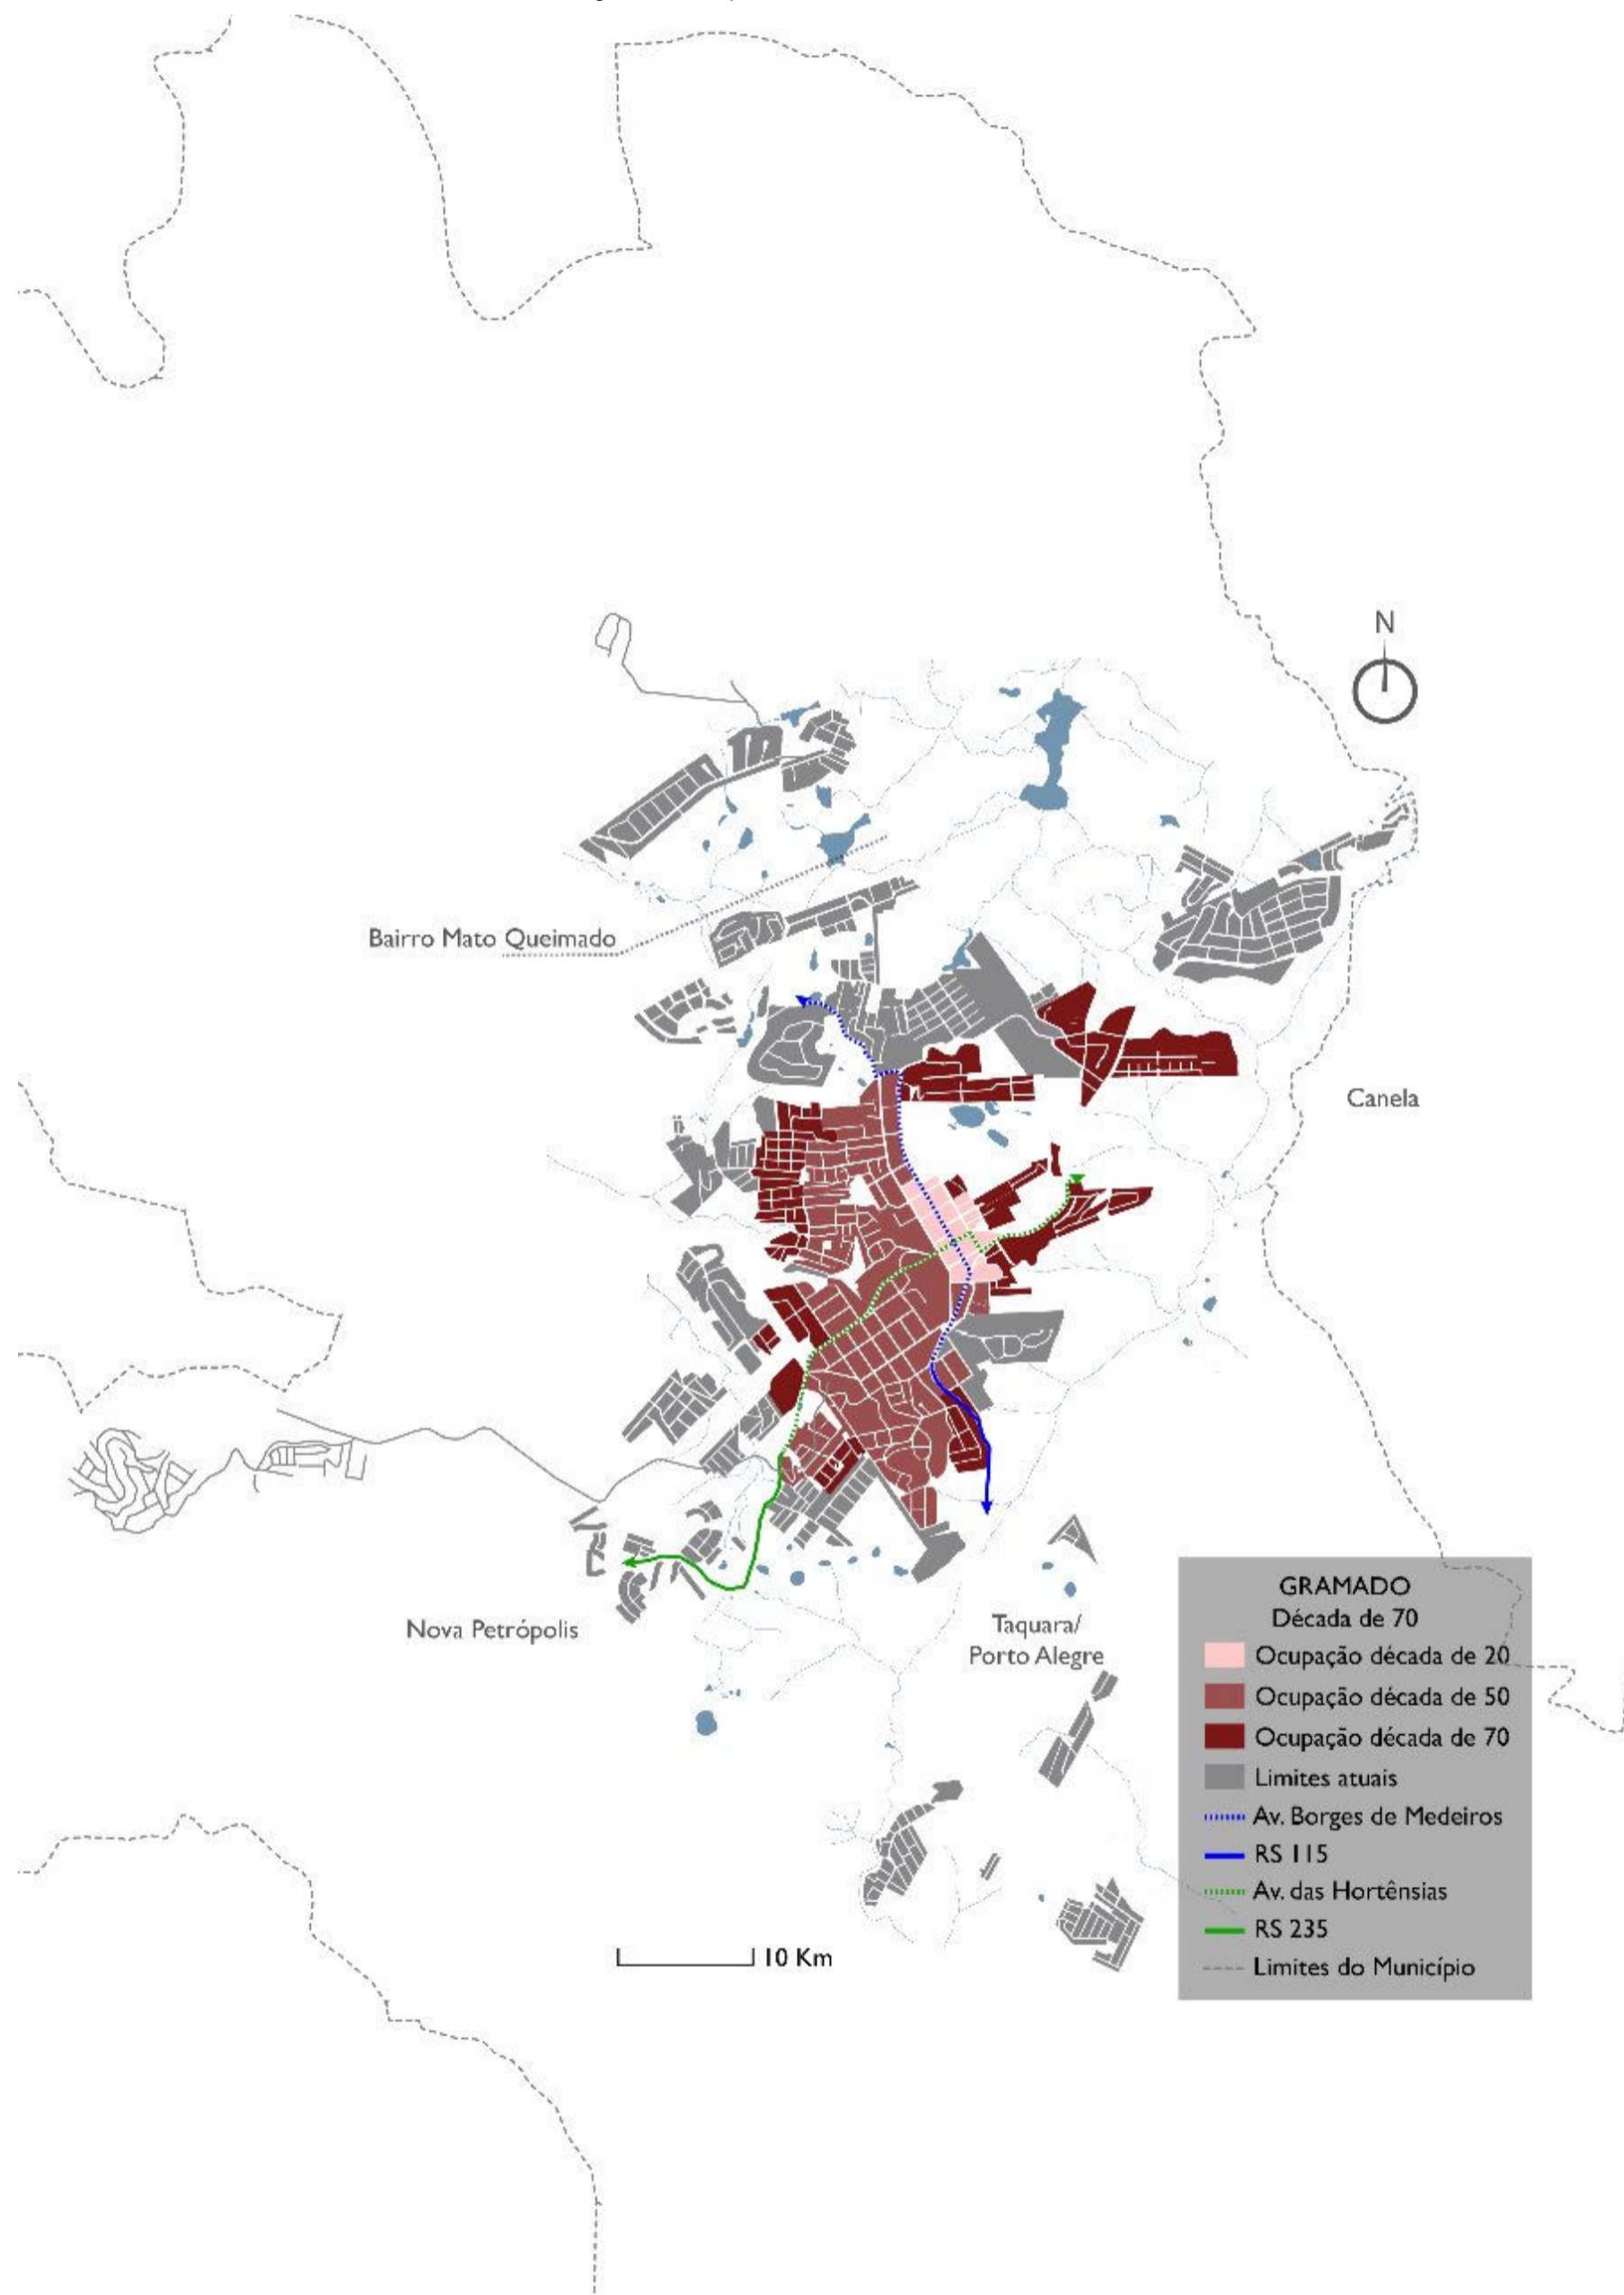 N
Bairro Mato Queimado
Canela
Nova Petrópolis
Taquara/
Porto Alegre
GRAMADO
Década de 70
Ocupação década de 20
Ocupação década de 50
Ocupação década de 70
Limites atuais
Av. Borges de Medeiros
RS 115
Av. das Hortênsias
RS 235
Limites do Município
10 Km